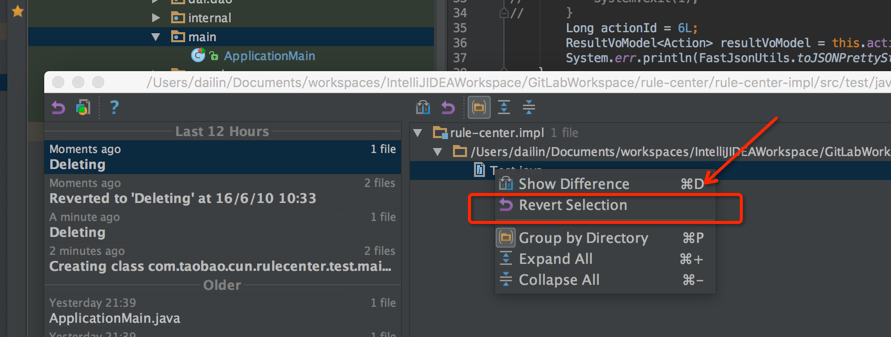 dal.dao
internal
main
ApplicationMain
33
34
35
36
37
38
// System.exit(1);
// }
Long actionId = 6L;
ResultVoModel<Action> resultVoModel = this.acti
System.err.println(FastJsonUtils.toJSONPrettySt
}
/Users/dailin/Documents/workspaces/IntelliJIDEAWorkspace/GitLabWorkspace/rule-center/rule-center-impl/src/test/jav
Last 12 Hours
Moments ago 1 file
Deleting
Moments ago 2 files
Reverted to 'Deleting' at 16/6/10 10:33
A minute ago 1 file
Deleting
2 minutes ago 2 files
Creating class com.taobao.cun.rulecenter.test.mai...
Older
Yesterday 21:39 1 file
ApplicationMain.java
Yesterday 21:39 1 file
rule-center.impl 1 file
/Users/dailin/Documents/workspaces/IntelliJIDEAWorkspace/GitLabW
Test.java
Show Difference ⌘D
Revert Selection
Group by Directory ⌘P
Expand All ⌘+
Collapse All ⌘-